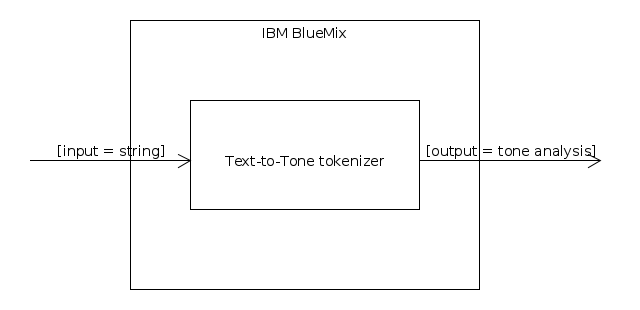 IBM BlueMix
[input = string]
[output = tone analysis]
Text-to-Tone tokenizer